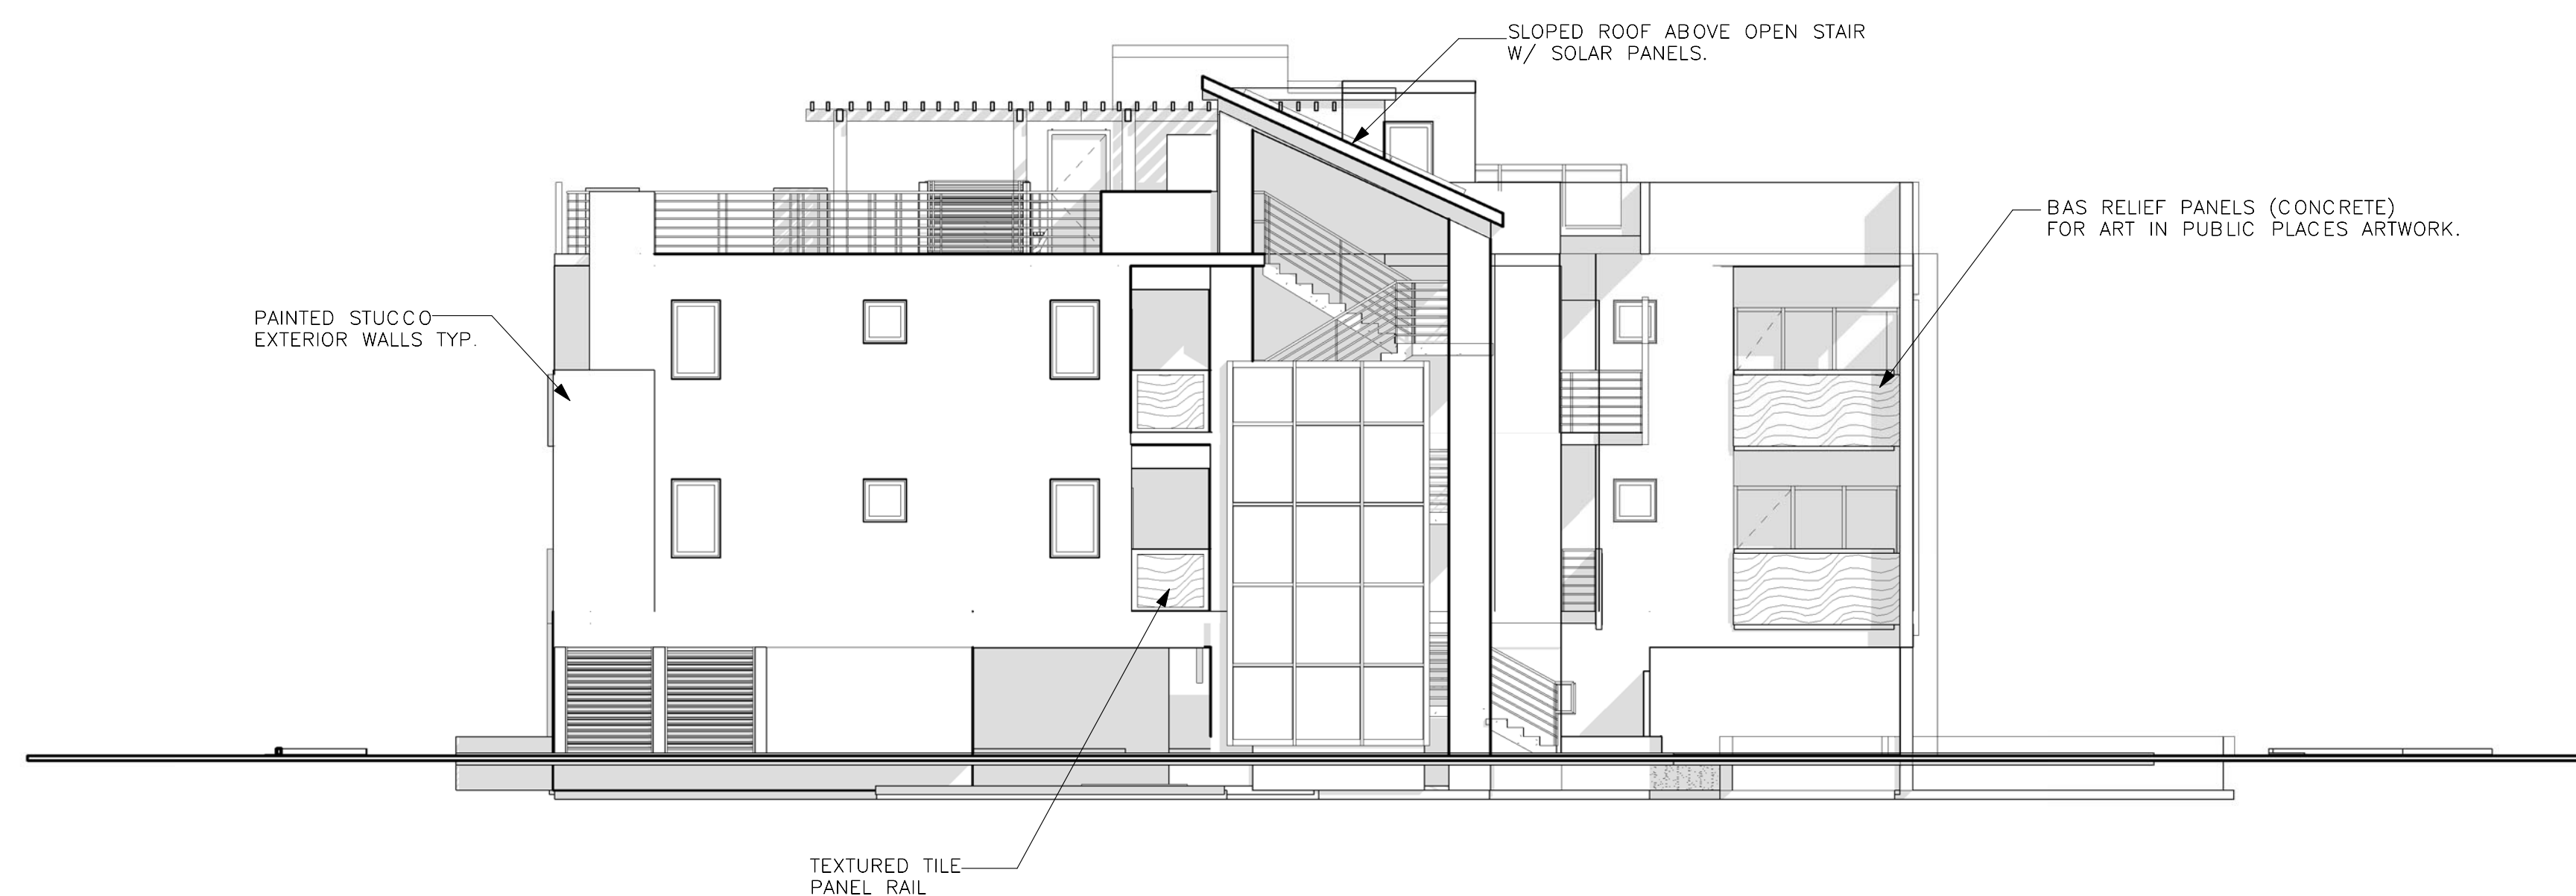 SLOPED ROOF ABOVE OPEN STAIR
W/ SOLAR PANELS.
BAS RELIEF PANELS (CONCRETE)
FOR ART IN PUBLIC PLACES ARTWORK.
PAINTED STUCCO
EXTERIOR WALLS TYP.
TEXTURED TILE
PANEL RAIL